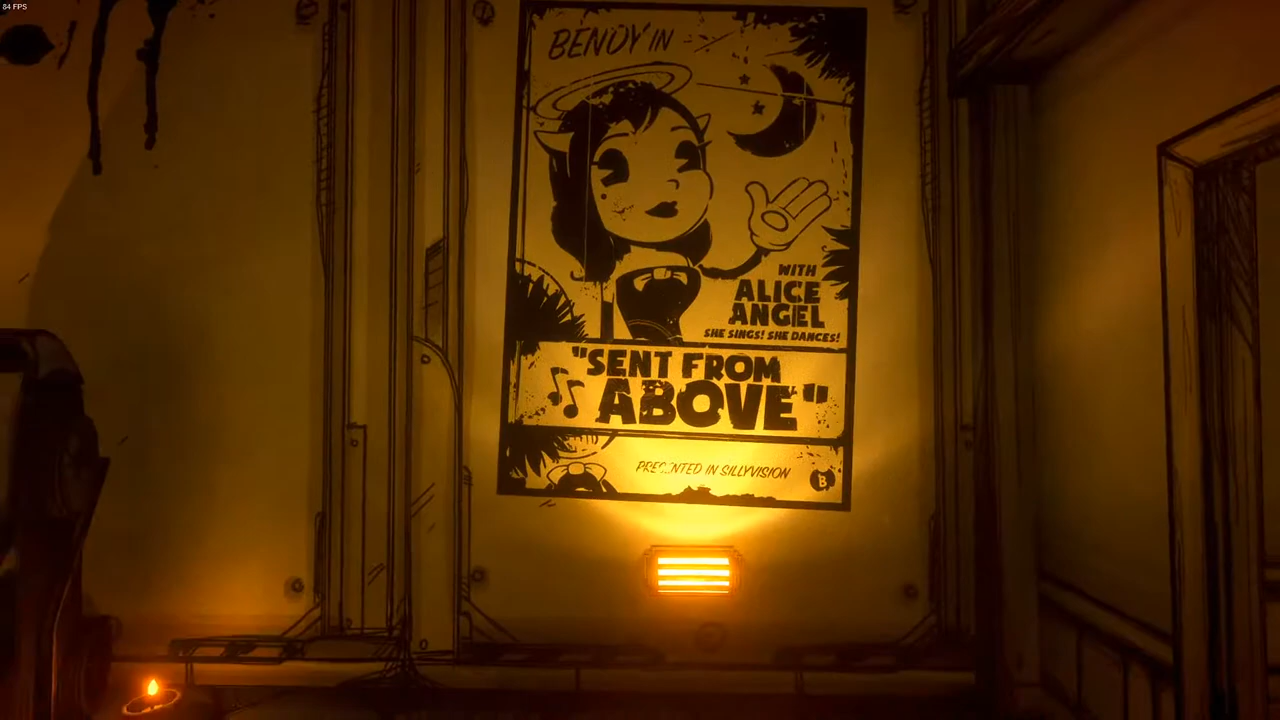 84 FPS
BENDY IN
WITH
ALICE
ANGEL
SHE SINGS! SHE DANCES!
"SENT FROM
ABOVE"
PRESENTED IN SILLYVISION
B